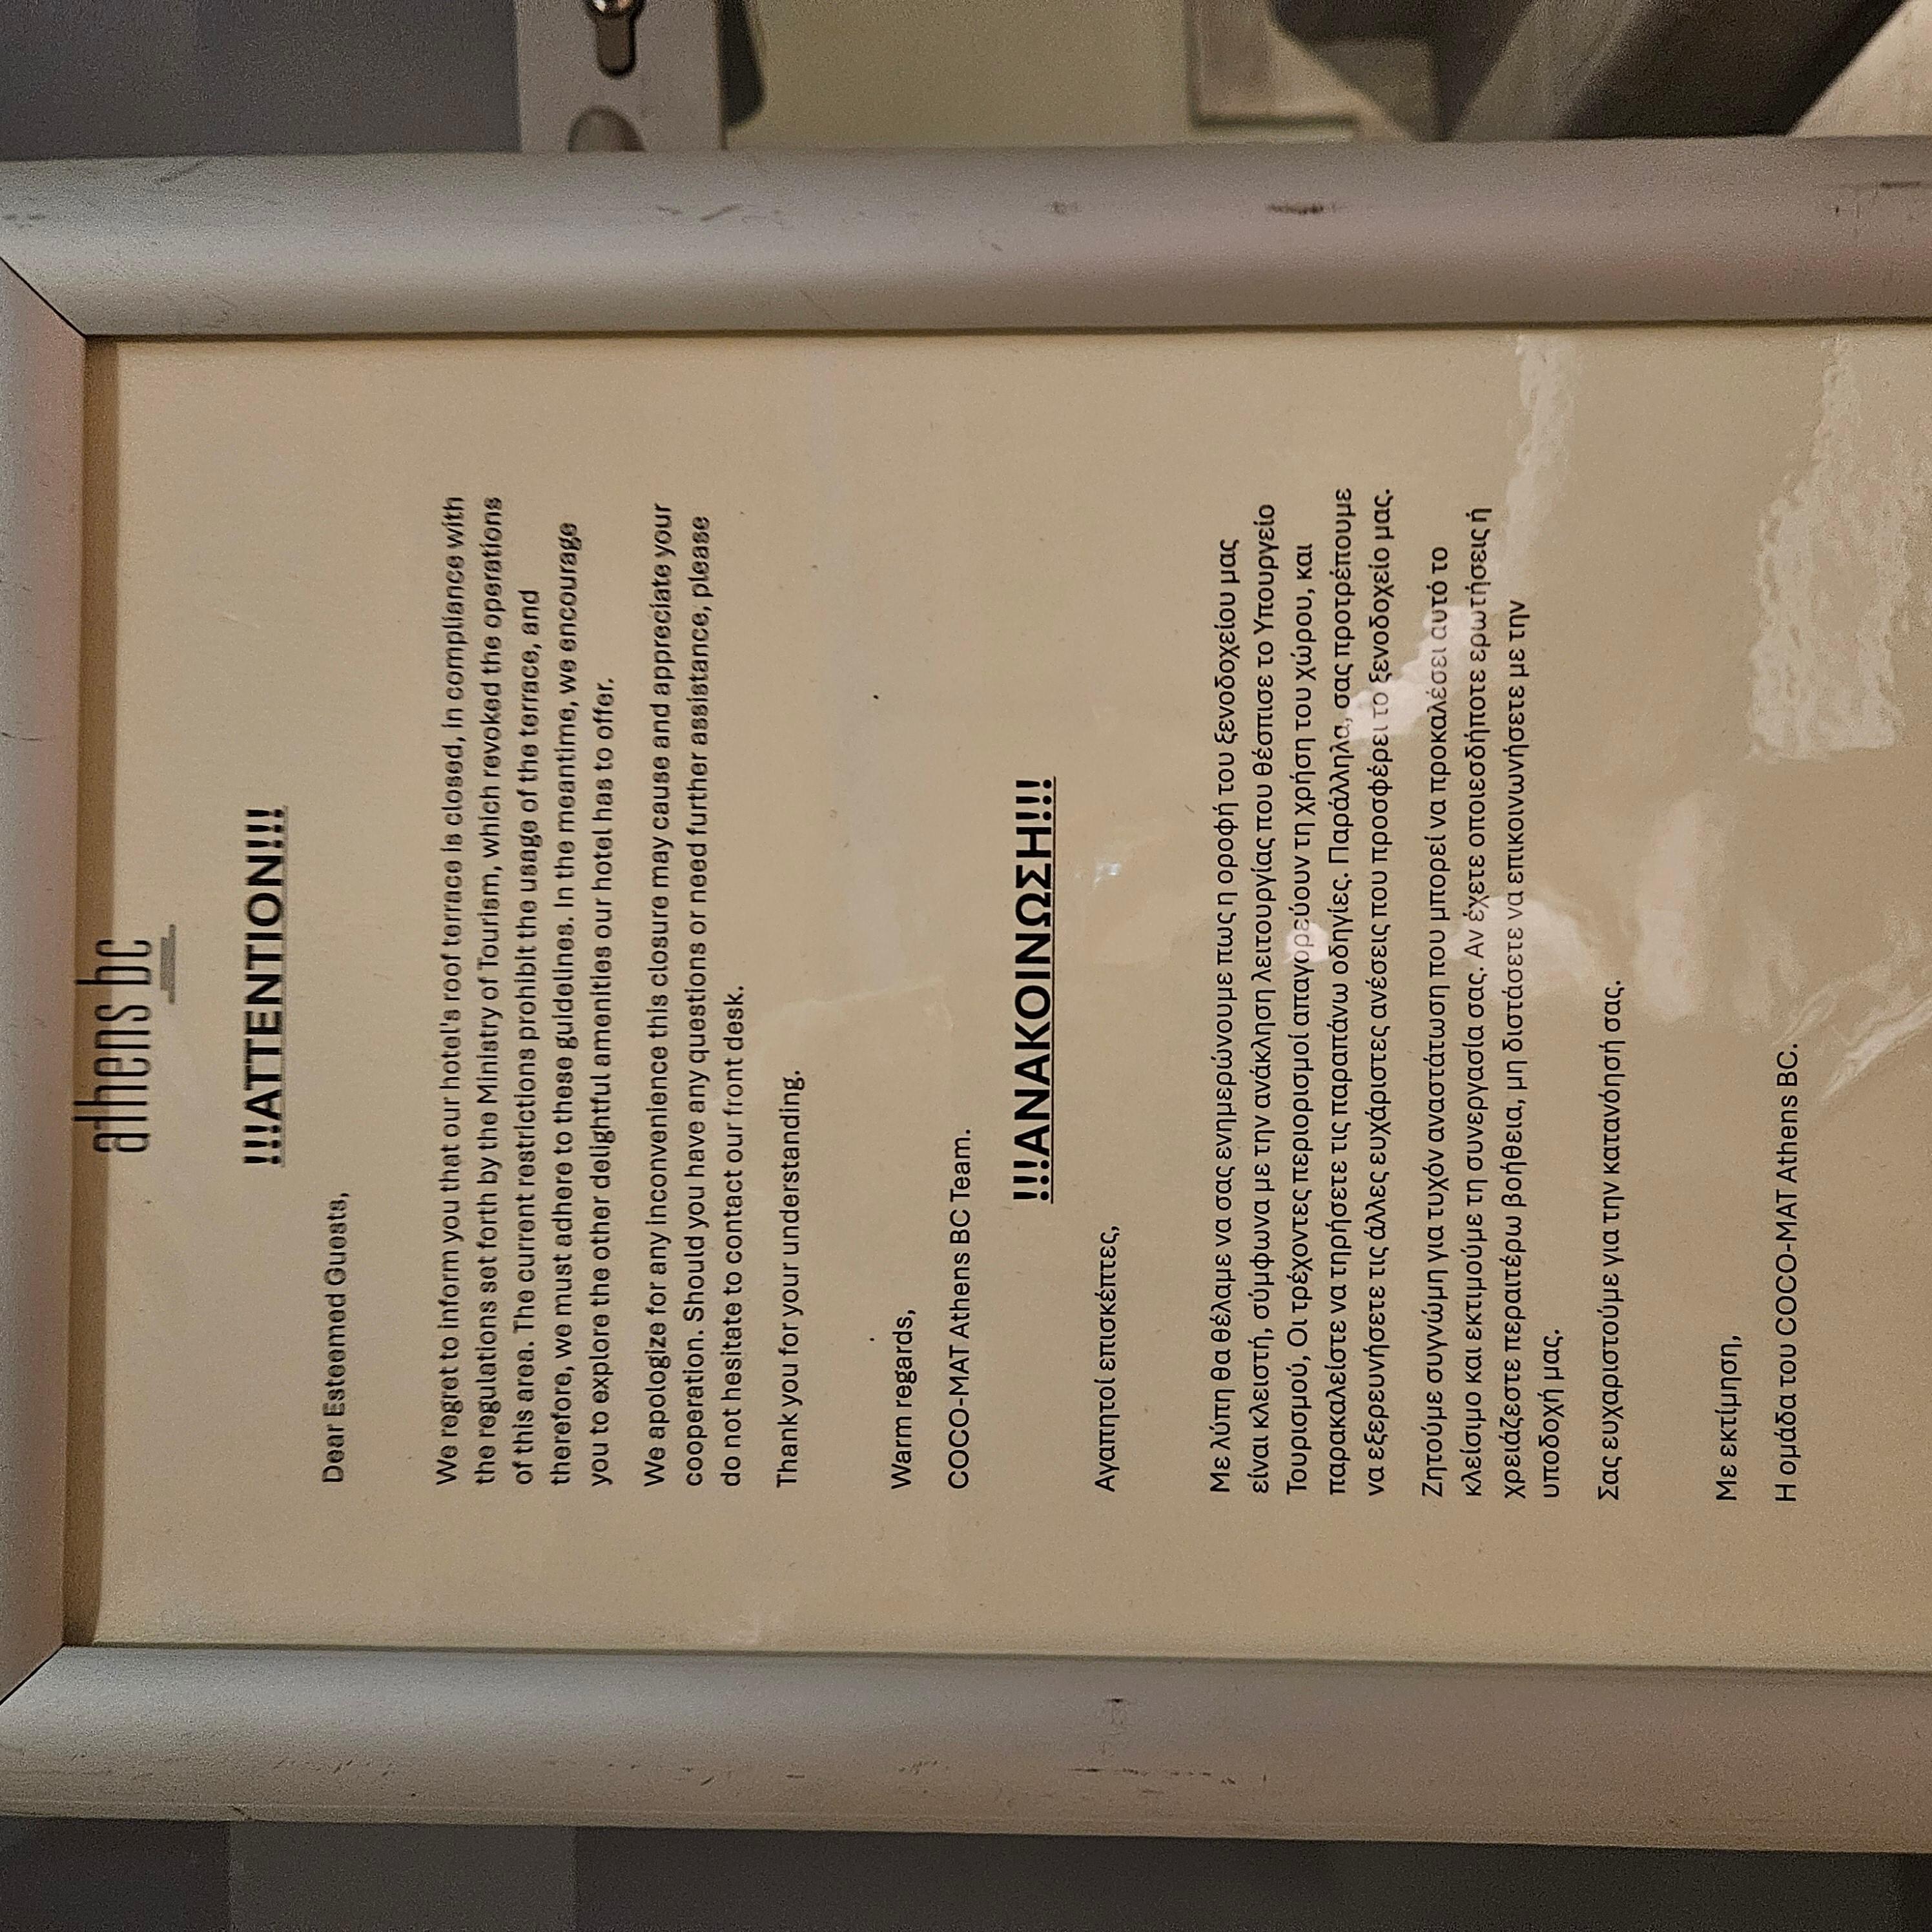 athens bc
!!!ATTENTION!!!
Dear Esteemed Guests,
We regret to inform you that our hotel's roof terrace is closed, in compliance with
the regulations set forth by the Ministry of Tourism, which revoked the operations
of this area. The current restrictions prohibit the usage of the terrace, and
therefore, we must adhere to these guidelines. In the meantime, we encourage
you to explore the other delightful amenities our hotel has to offer.
We apologize for any inconvenience this closure may cause and appreciate your
cooperation. Should you have any questions or need further assistance, please
do not hesitate to contact our front desk.
Thank you for your understanding.
Warm regards,
COCO-MAT Athens BC Team.
!!!ΑΝΑΚΟΙΝΩΣΗ!!!
Αγαπητοί επισκέπτες,
Με λύπη θα θέλαμε να σας ενημερώνουμε πως η οροφή του ξενοδοχείου μας
είναι κλειστή, σύμφωνα με την ανάκληση λειτουργίας που θέσπισε το Υπουργείο
Τουρισμού, Οι τρέχοντες περιορισμοί απαγορεύουν τη χρήση του χώρου, και
παρακαλείστε να τηρήσετε τις παραπάνω οδηγίες. Παράλληλα, σας προτρέπουμε
να εξερευνήσετε τις άλλες ευχάριστες ανέσεις που προσφέρει το ξενοδοχείο μας.
Ζητούμε συγνώμη για τυχόν αναστάτωση που μπορεί να προκαλέσει αυτό το
κλείσιμο και εκτιμούμε τη συνεργασία σας. Αν έχετε οποιεσδήποτε ερωτήσεις ή
χρειάζεστε περαιτέρω βοήθεια, μη διστάσετε να επικοινωνήσετε με την
υποδοχή μας.
Σας ευχαριστούμε για την κατανόησή σας.
Με εκτίμηση,
Η ομάδα του COCO-MAT Athens BC.